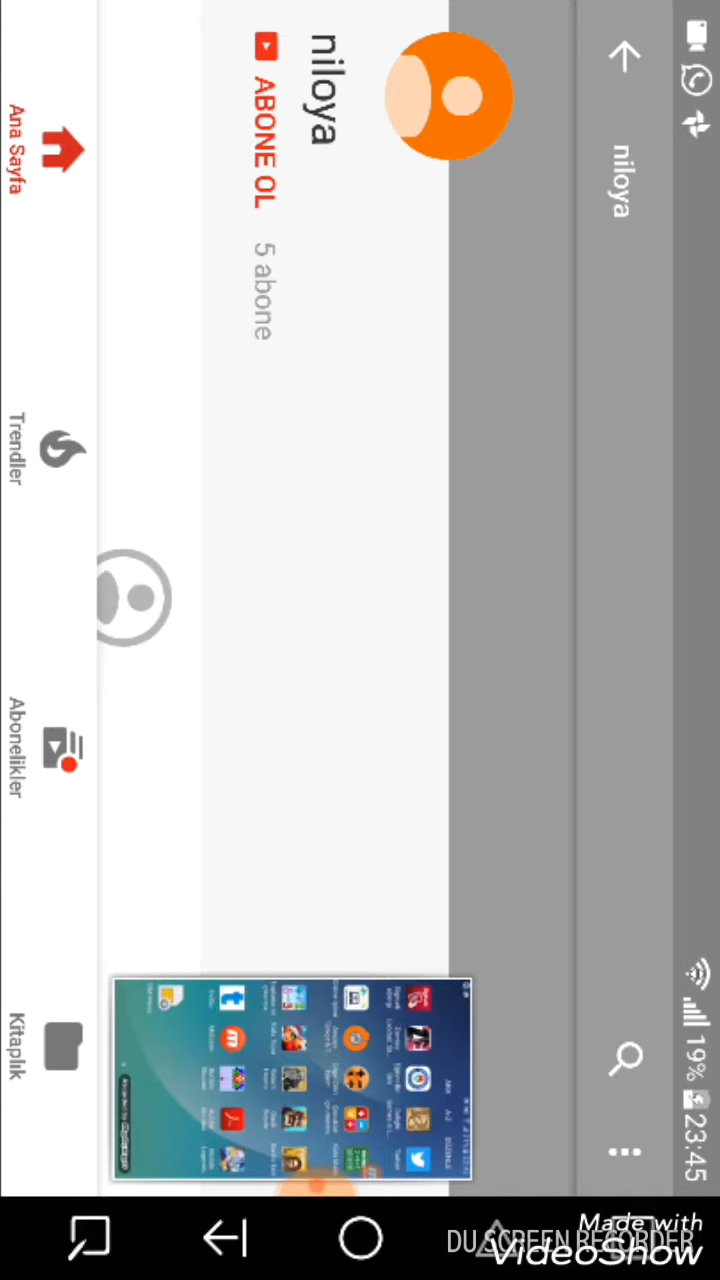 19% 23:45
niloya
niloya
ABONE OL 5 abone
Ana Sayfa
Trendler
Abonelikler
Kitaplık
DU SCREEN RECORDER
Made with
VideoShow